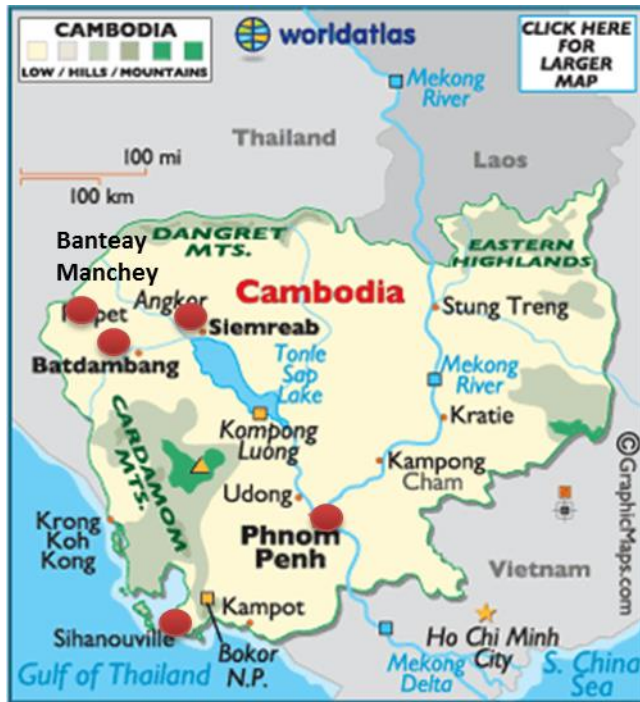 CAMBODIA
LOW / HILLS / MOUNTAINS
worldatlas
CLICK HERE
FOR
LARGER
MAP
Mekong
River
Thailand
Laos
100 mi
100 km
Banteay
Manchey
DANGRET
MTS.
EASTERN
HIGHLANDS
Cambodia
Angkor
Siemreab
Stung Treng
Batdambang
Tonle
Sap
Lake
Mekong
River
Kompong
Luong
Kratie
CARDAMOM
MTS.
Kampong
Cham
Udong
Phnom
Penh
Krong
Koh
Kong
Vietnam
©GraphicMaps.com
Kampot
Sihanouville
Bokor
N.P.
Ho Chi Minh
City
Gulf of Thailand
Mekong
Delta
S. China
Sea